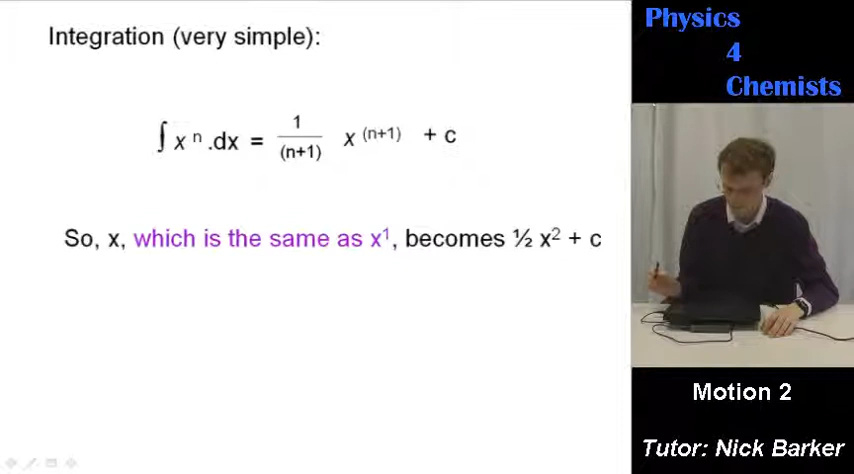 Integration (very simple):
∫ x ⁿ .dx = 1/(n+1) x ⁽ⁿ⁺¹⁾ + c
So, x, which is the same as x¹, becomes ½ x² + c
Physics
4
Chemists
Motion 2
Tutor: Nick Barker